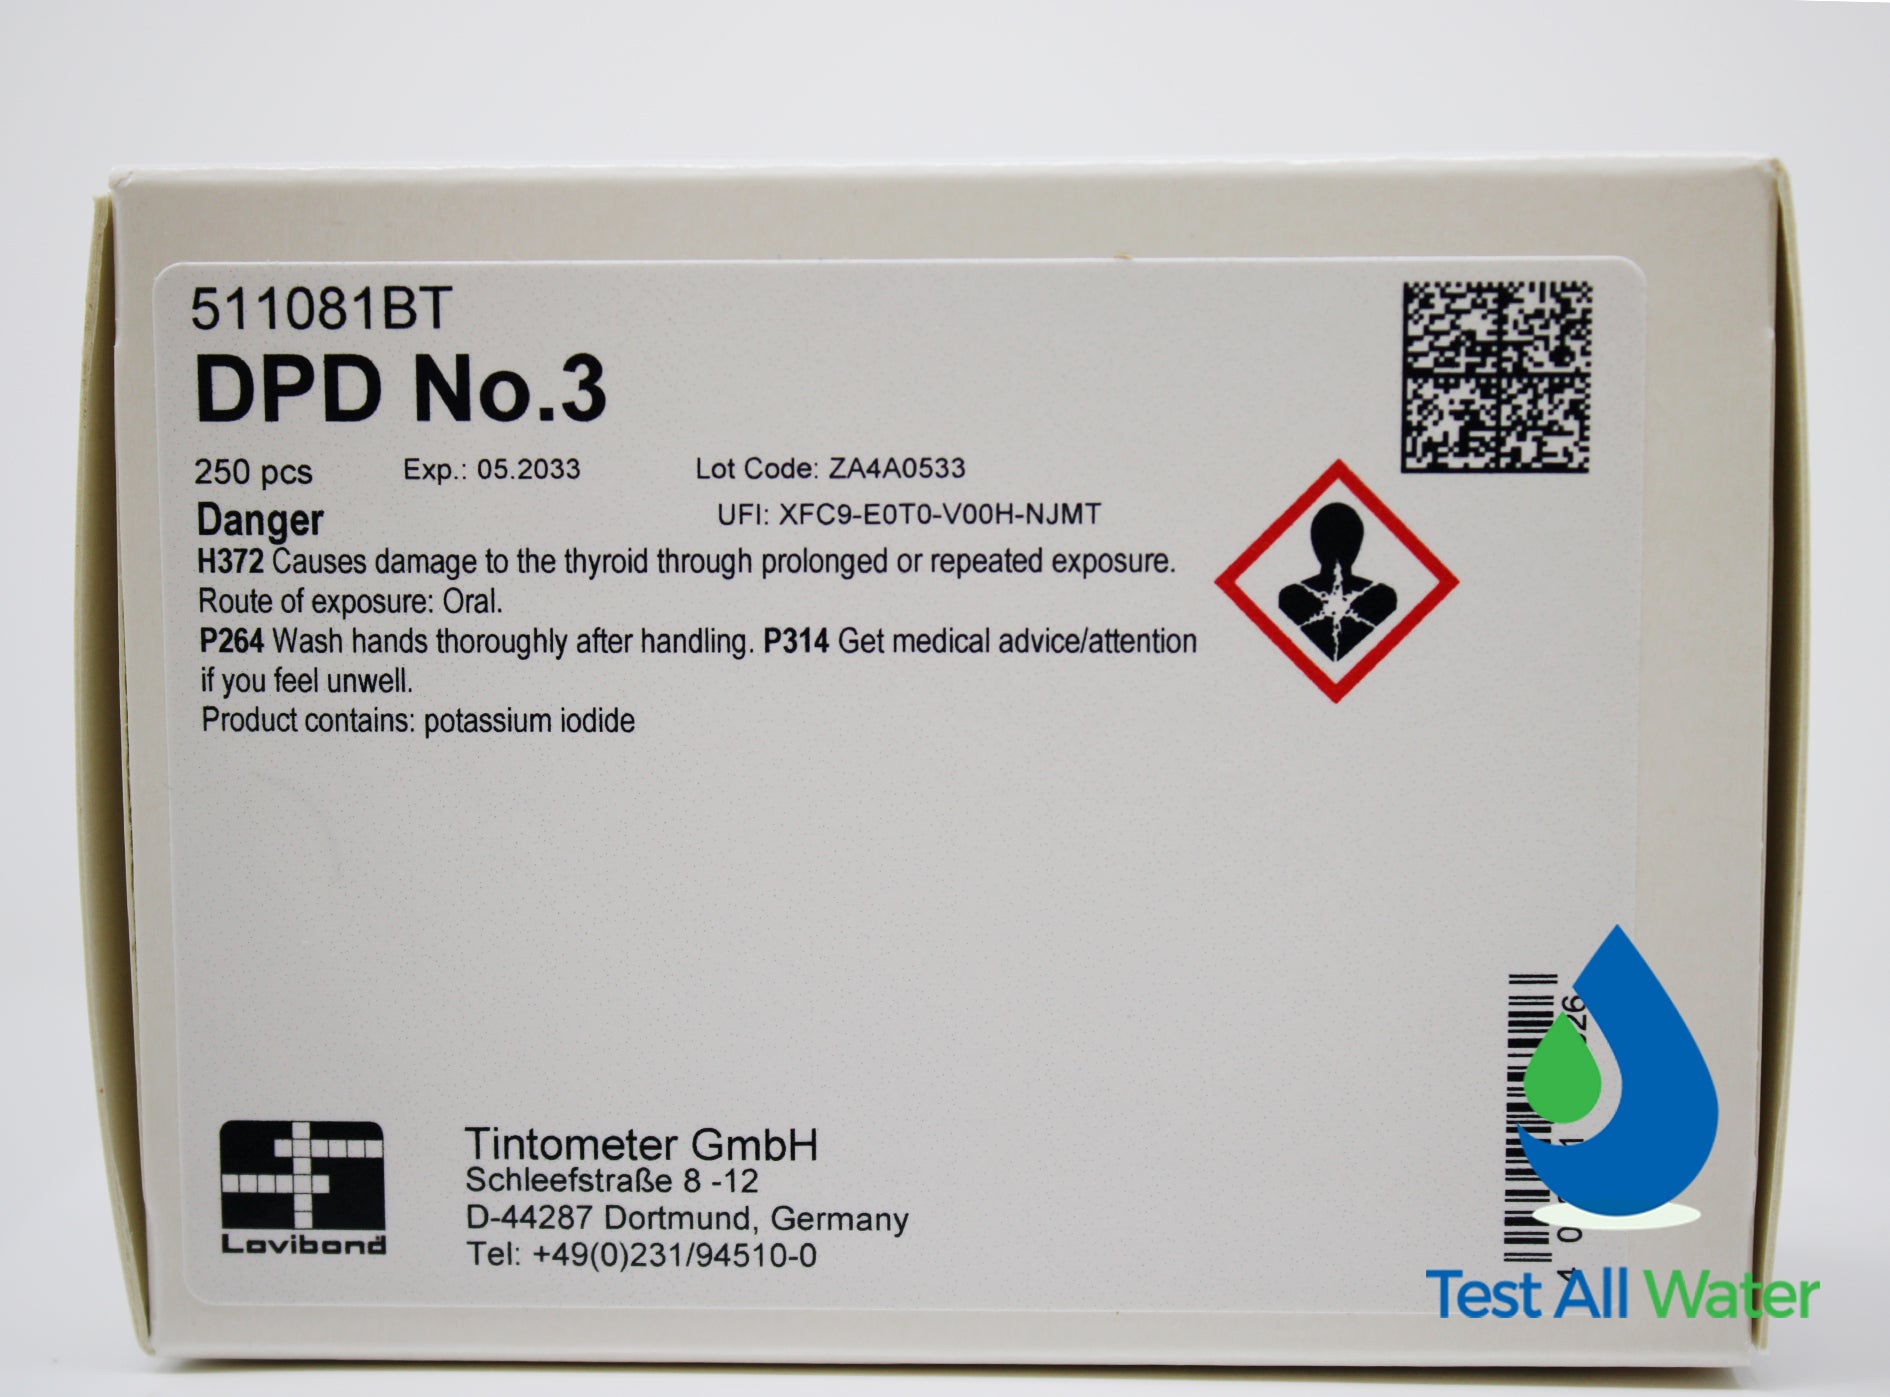 511081BT
DPD No.3
250 pcs Exp.: 05.2033 Lot Code: ZA4A0533
Danger UFI: XFC9-E0T0-V00H-NJMT
H372 Causes damage to the thyroid through prolonged or repeated exposure.
Route of exposure: Oral.
P264 Wash hands thoroughly after handling. P314 Get medical advice/attention
if you feel unwell.
Product contains: potassium iodide
Lovibond
Tintometer GmbH
Schleefstraße 8 -12
D-44287 Dortmund, Germany
Tel: +49(0)231/94510-0
Test All Water